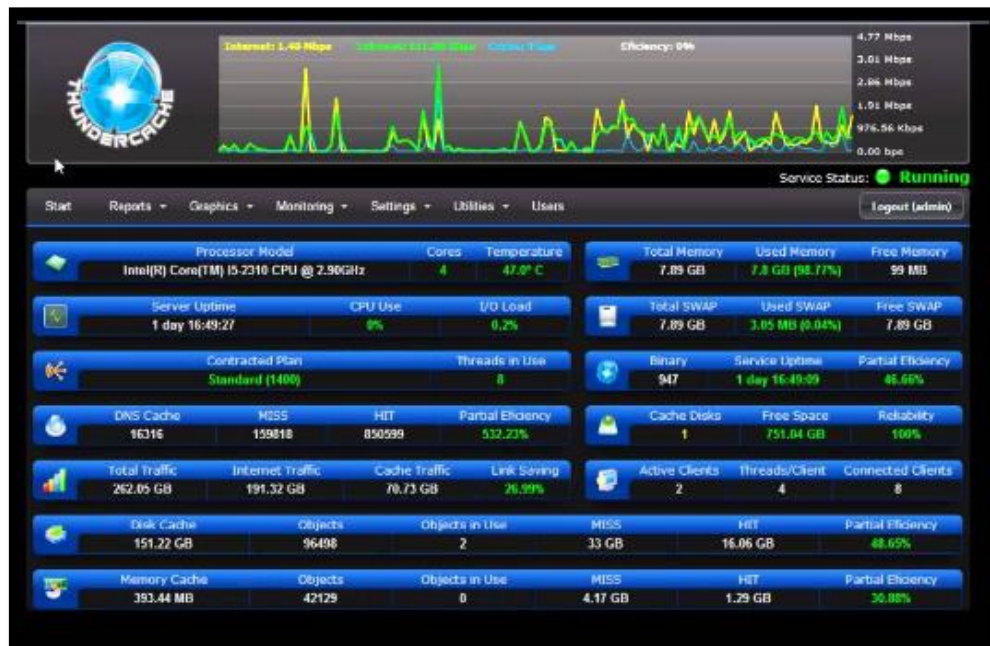 THUNDERCACHE
Internet: 1.40 Mbps Eficiency: 0%
4.77 Mbps
3.81 Mbps
2.86 Mbps
1.91 Mbps
976.56 Kbps
0.00 bps
Service Status: Running
Start Reports Graphics Monitoring Settings Utilities Users Logout (admin)
Processor Model Cores Temperature Total Memory Used Memory Free Memory
Intel(R) Core(TM) i5-2310 CPU @ 2.90GHz 4 47.0° C 7.89 GB 7.8 GB (98.77%) 99 MB
Server Uptime CPU Use I/O Load Total SWAP Used SWAP Free SWAP
1 day 16:49:27 0% 0.2% 7.89 GB 3.05 MB (0.04%) 7.89 GB
Contracted Plan Threads in Use Binary Service Uptime Partial Eficiency
Standard (1400) 8 947 1 day 16:49:09 46.66%
DNS Cache MISS HIT Partial Eficiency Cache Disks Free Space Reliability
16316 159818 850599 532.23% 1 751.04 GB 100%
Total Traffic Internet Traffic Cache Traffic Link Saving Active Clients Threads/Client Connected Clients
262.05 GB 191.32 GB 70.73 GB 26.99% 2 4 8
Disk Cache Objects Objects in Use MISS HIT Partial Eficiency
151.22 GB 96498 2 33 GB 16.06 GB 48.65%
Memory Cache Objects Objects in Use MISS HIT Partial Eficiency
393.44 MB 42129 0 4.17 GB 1.29 GB 30.88%